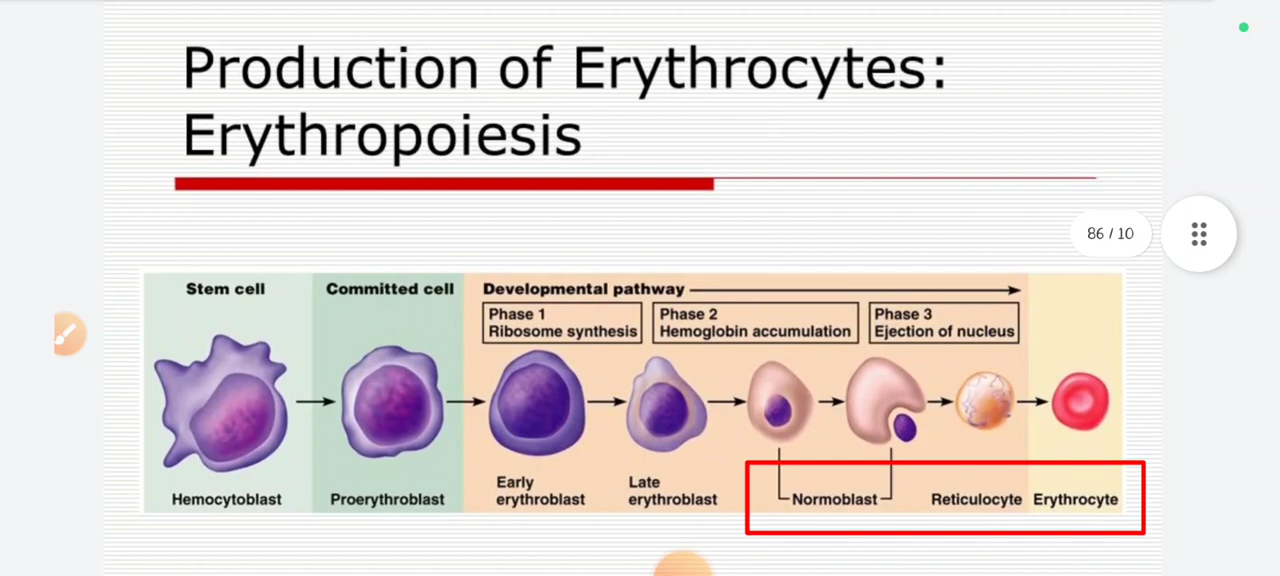 Production of Erythrocytes:
Erythropoiesis
86 / 10
Stem cell
Committed cell
Developmental pathway
Phase 1
Ribosome synthesis
Phase 2
Hemoglobin accumulation
Phase 3
Ejection of nucleus
Hemocytoblast
Proerythroblast
Early
erythroblast
Late
erythroblast
Normoblast
Reticulocyte
Erythrocyte